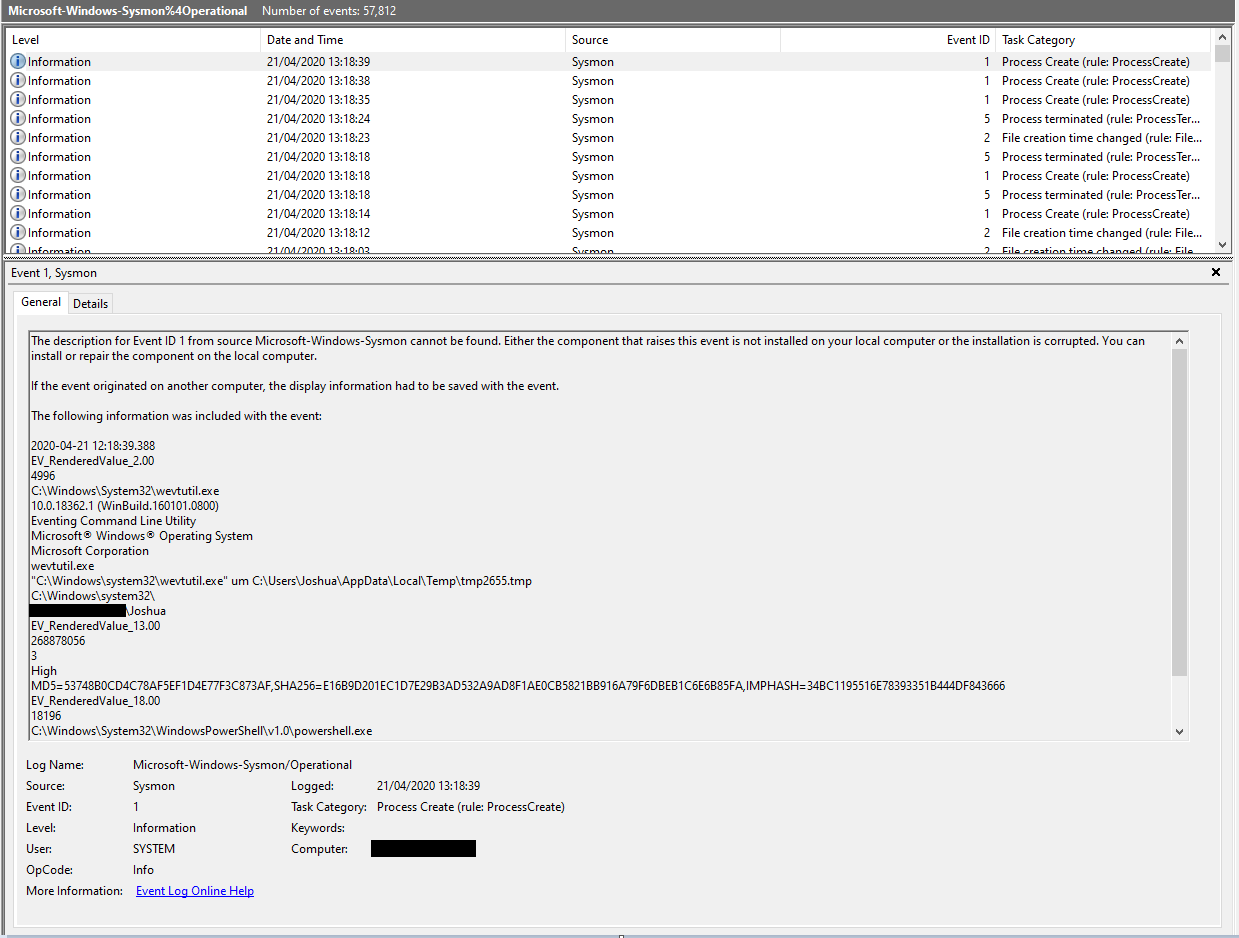 Microsoft-Windows-Sysmon%4Operational Number of events: 57,812
Level Date and Time Source Event ID Task Category
Information 21/04/2020 13:18:39 Sysmon 1 Process Create (rule: ProcessCreate)
Information 21/04/2020 13:18:38 Sysmon 1 Process Create (rule: ProcessCreate)
Information 21/04/2020 13:18:35 Sysmon 1 Process Create (rule: ProcessCreate)
Information 21/04/2020 13:18:24 Sysmon 5 Process terminated (rule: ProcessTer...
Information 21/04/2020 13:18:23 Sysmon 2 File creation time changed (rule: File...
Information 21/04/2020 13:18:18 Sysmon 5 Process terminated (rule: ProcessTer...
Information 21/04/2020 13:18:18 Sysmon 1 Process Create (rule: ProcessCreate)
Information 21/04/2020 13:18:18 Sysmon 5 Process terminated (rule: ProcessTer...
Information 21/04/2020 13:18:14 Sysmon 1 Process Create (rule: ProcessCreate)
Information 21/04/2020 13:18:12 Sysmon 2 File creation time changed (rule: File...
Information 21/04/2020 13:18:03 Sysmon 2 File creation time changed (rule: File...
Event 1, Sysmon
General Details
The description for Event ID 1 from source Microsoft-Windows-Sysmon cannot be found. Either the component that raises this event is not installed on your local computer or the installation is corrupted. You can
install or repair the component on the local computer.
If the event originated on another computer, the display information had to be saved with the event.
The following information was included with the event:
2020-04-21 12:18:39.388
EV_RenderedValue_2.00
4996
C:\Windows\System32\wevtutil.exe
10.0.18362.1 (WinBuild.160101.0800)
Eventing Command Line Utility
Microsoft® Windows® Operating System
Microsoft Corporation
wevtutil.exe
"C:\Windows\system32\wevtutil.exe" um C:\Users\Joshua\AppData\Local\Temp\tmp2655.tmp
C:\Windows\system32\
\Joshua
EV_RenderedValue_13.00
268878056
3
High
MD5=53748B0CD4C78AF5EF1D4E77F3C873AF,SHA256=E16B9D201EC1D7E29B3AD532A9AD8F1AE0CB5821BB916A79F6DBEB1C6E6B85FA,IMPHASH=34BC1195516E78393351B444DF843666
EV_RenderedValue_18.00
18196
C:\Windows\System32\WindowsPowerShell\v1.0\powershell.exe
Log Name: Microsoft-Windows-Sysmon/Operational
Source: Sysmon Logged: 21/04/2020 13:18:39
Event ID: 1 Task Category: Process Create (rule: ProcessCreate)
Level: Information Keywords:
User: SYSTEM Computer:
OpCode: Info
More Information: Event Log Online Help